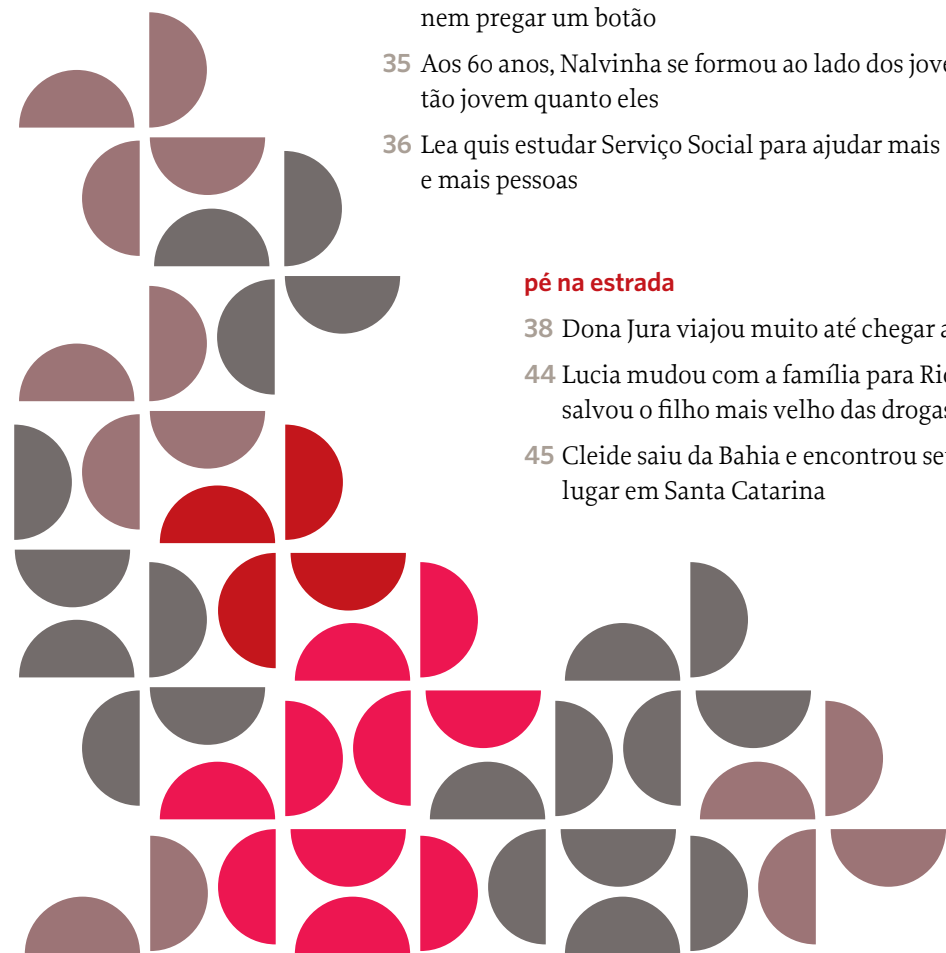 nem pregar um botão
35 Aos 60 anos, Nalvinha se formou ao lado dos
tão jovem quanto eles
36 Lea quis estudar Serviço Social para ajudar mais
e mais pessoas
pé na estrada
38 Dona Jura viajou muito até chegar
44 Lucia mudou com a família para
salvou o filho mais velho das drogas
45 Cleide saiu da Bahia e encontrou
lugar em Santa Catarina